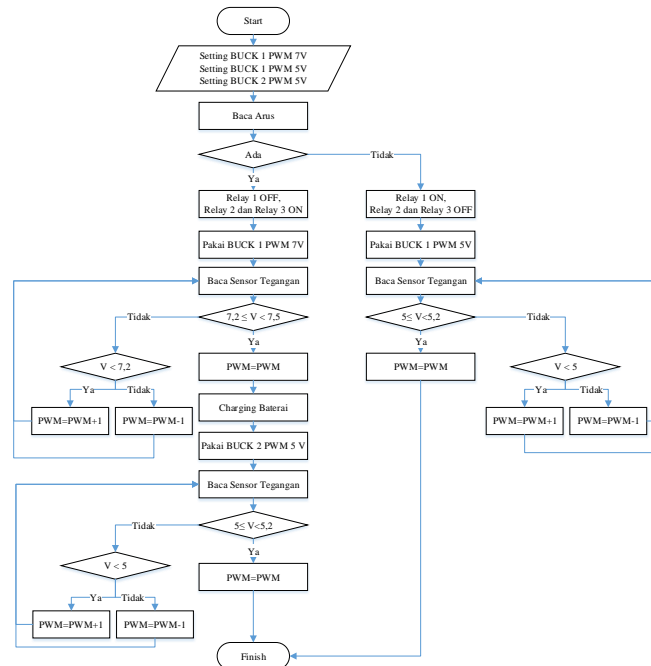 Start
Setting BUCK 1 PWM 7V
Setting BUCK 1 PWM 5V
Setting BUCK 2 PWM 5V
Baca Arus
Ada
Tidak
Ya
Relay 1 OFF,
Relay 2 dan Relay 3 ON
Relay 1 ON,
Relay 2 dan Relay 3 OFF
Pakai BUCK 1 PWM 7V
Pakai BUCK 1 PWM 5V
Baca Sensor Tegangan
Baca Sensor Tegangan
Tidak
7,2 ≤ V < 7,5
5≤ V<5,2
Tidak
Ya
Ya
V < 7,2
PWM=PWM
PWM=PWM
V < 5
Ya
Tidak
Ya
Tidak
Charging Baterai
PWM=PWM+1
PWM=PWM-1
PWM=PWM+1
PWM=PWM-1
Pakai BUCK 2 PWM 5 V
Baca Sensor Tegangan
Tidak
5≤ V<5,2
Ya
V < 5
PWM=PWM
Ya
Tidak
PWM=PWM+1
PWM=PWM-1
Finish